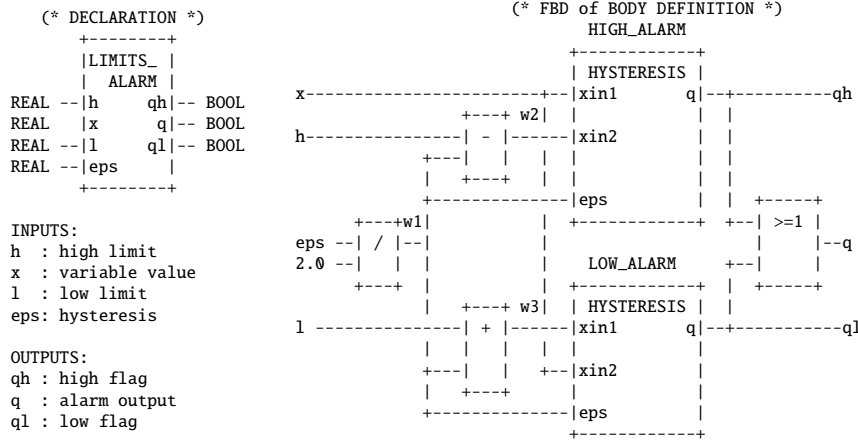 (* DECLARATION *)
+--------+
|LIMITS_ |
| ALARM |
REAL --|h qh|-- BOOL
REAL |x q|-- BOOL
REAL --|l ql|-- BOOL
REAL --|eps |
+--------+
INPUTS:
h : high limit
x : variable value
l : low limit
eps: hysteresis
OUTPUTS:
qh : high flag
q : alarm output
ql : low flag
(* FBD of BODY DEFINITION *)
HIGH_ALARM
+------------+
| HYSTERESIS |
x------------------------+--|xin1 q|--+----------qh
+----+ w2| | | |
h----------------| - |------|xin2 | |
+---| | | | | |
| +----+ | | | |
+--------------|eps | | +-----+
+----+w1| | +------------+ +--| >=1 |
eps --| / |--| | | |--q
2.0 --| | | | LOW_ALARM +--| |
+----+ | | +------------+ | +-----+
| +----+ w3| | HYSTERESIS | |
l ---------------| + |------|xin1 q|--+-----------ql
| | | | | |
+---| | +--|xin2 |
| +----+ | |
+--------------|eps |
+------------+